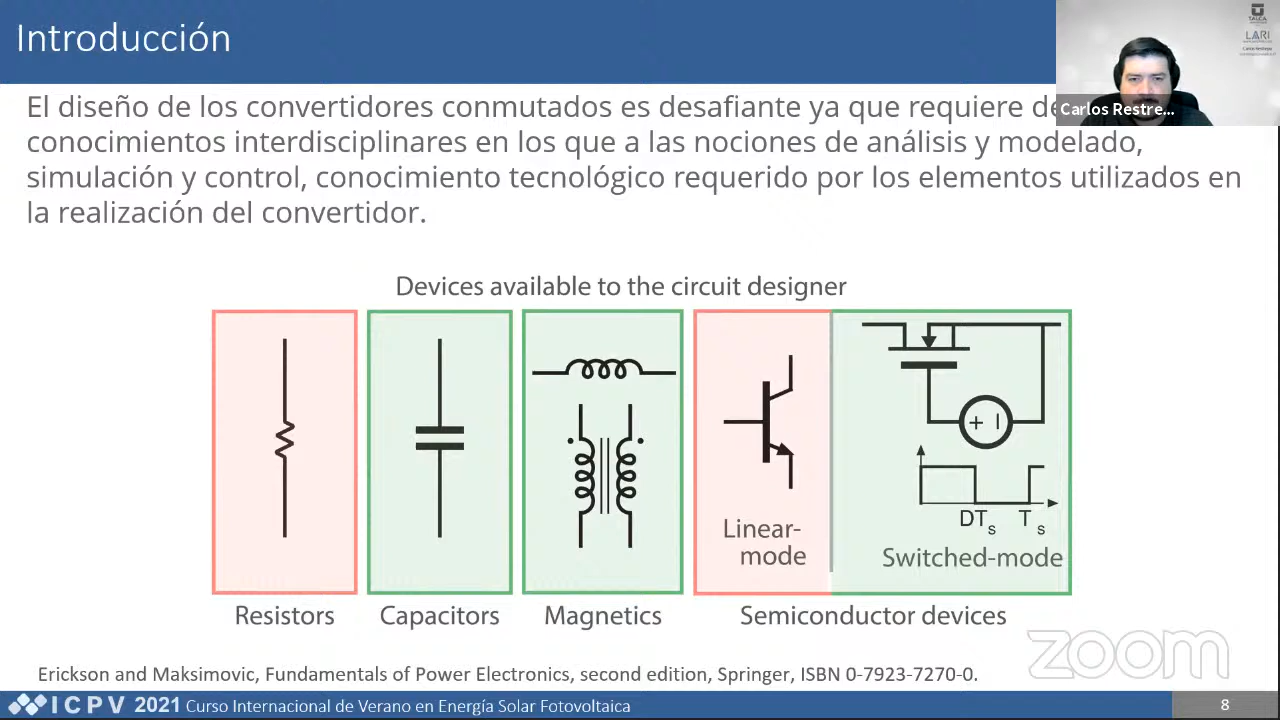 Introducción
TALCA
LARI
Carlos Restre...
El diseño de los convertidores conmutados es desafiante ya que requiere de
conocimientos interdisciplinares en los que a las nociones de análisis y modelado,
simulación y control, conocimiento tecnológico requerido por los elementos utilizados en
la realización del convertidor.
Devices available to the circuit designer
+ –
DTs Ts
Linear-
mode
Switched-mode
Resistors Capacitors Magnetics Semiconductor devices
zoom
Erickson and Maksimovic, Fundamentals of Power Electronics, second edition, Springer, ISBN 0-7923-7270-0.
ICPV 2021 Curso Internacional de Verano en Energía Solar Fotovoltaica
8